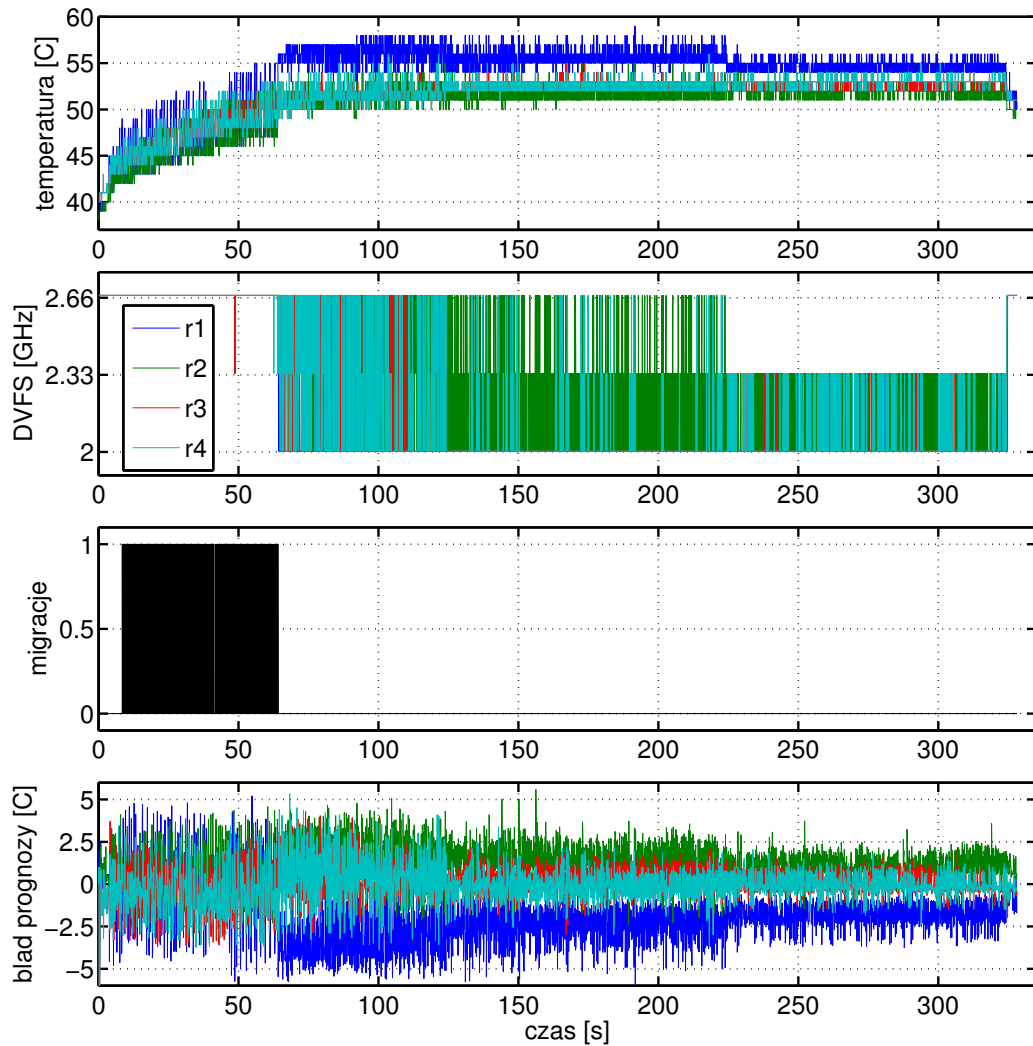 60
55
50
45
40
temperatura [C]
0 50 100 150 200 250 300
2.66
2.33
2
DVFS [GHz]
r1
r2
r3
r4
0 50 100 150 200 250 300
1
0.5
0
migracje
0 50 100 150 200 250 300
5
2.5
0
−2.5
−5
blad prognozy [C]
0 50 100 150 200 250 300
czas [s]